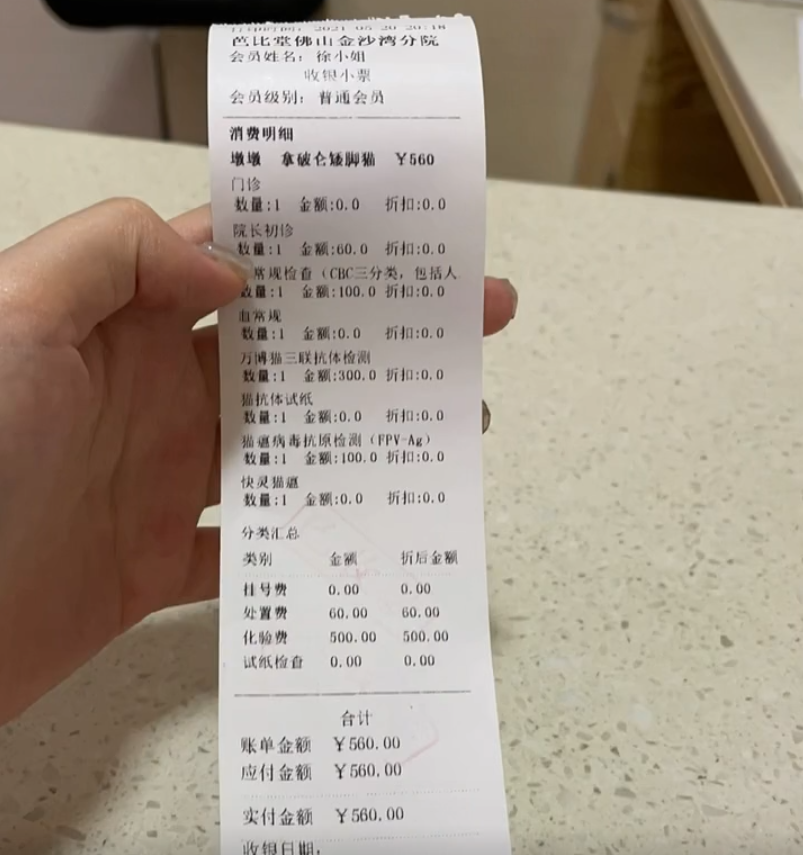 打印时间: 2021-05-20 20:18
芭比堂佛山金沙湾分院
会员姓名: 徐小姐
收银小票
会员级别: 普通会员
消费明细
墩墩 拿破仑矮脚猫 ￥560
门诊
数量:1 金额:0.0 折扣:0.0
院长初诊
数量:1 金额:60.0 折扣:0.0
常规检查（CBC三分类, 包括人
数量:1 金额:100.0 折扣:0.0
血常规
数量:1 金额:0.0 折扣:0.0
万博猫三联抗体检测
数量:1 金额:300.0 折扣:0.0
猫抗体试纸
数量:1 金额:0.0 折扣:0.0
猫瘟病毒抗原检测（FPV-Ag）
数量:1 金额:100.0 折扣:0.0
快灵猫瘟
数量:1 金额:0.0 折扣:0.0
分类汇总
类别 金额 折后金额
挂号费 0.00 0.00
处置费 60.00 60.00
化验费 500.00 500.00
试纸检查 0.00 0.00
合计
账单金额 ￥560.00
应付金额 ￥560.00
实付金额 ￥560.00
收银日期: